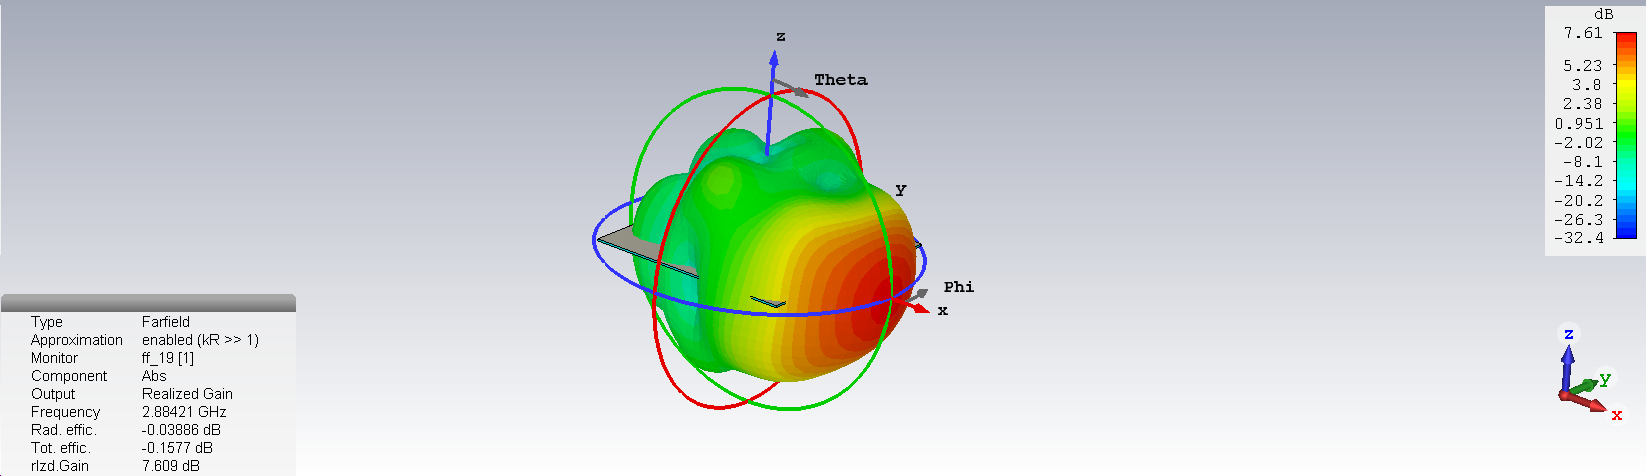 z
Theta
y
Phi
x
dB
7.61
5.23
3.8
2.38
0.951
-2.02
-8.1
-14.2
-20.2
-26.3
-32.4
Type Farfield
Approximation enabled (kR >> 1)
Monitor ff_19 [1]
Component Abs
Output Realized Gain
Frequency 2.88421 GHz
Rad. effic. -0.03886 dB
Tot. effic. -0.1577 dB
rlzd.Gain 7.609 dB
z
y
x